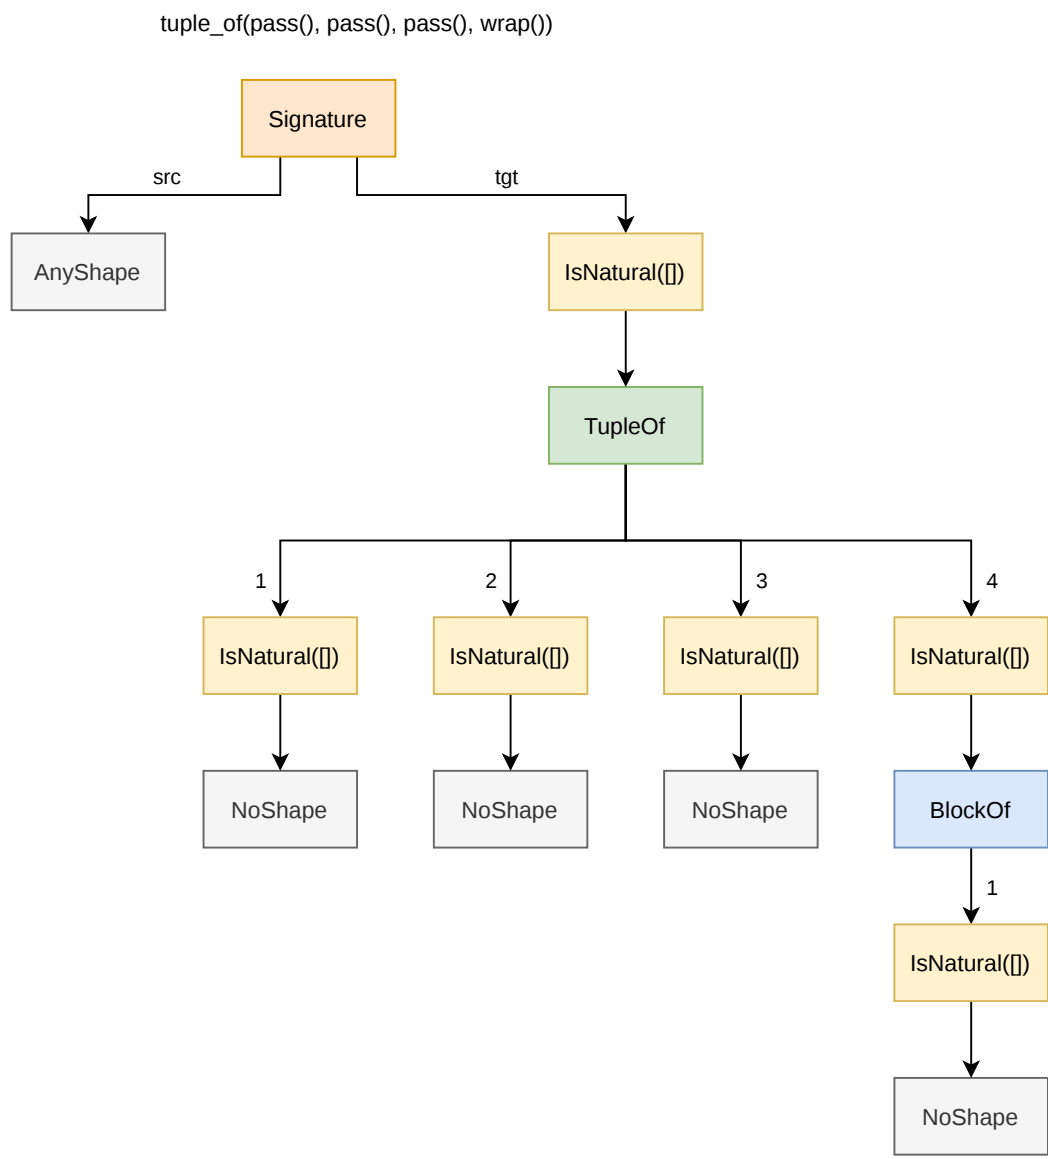 tuple_of(pass(), pass(), pass(), wrap())
Signature
src
tgt
AnyShape
IsNatural([])
TupleOf
1
2
3
4
IsNatural([])
IsNatural([])
IsNatural([])
IsNatural([])
NoShape
NoShape
NoShape
BlockOf
1
IsNatural([])
NoShape